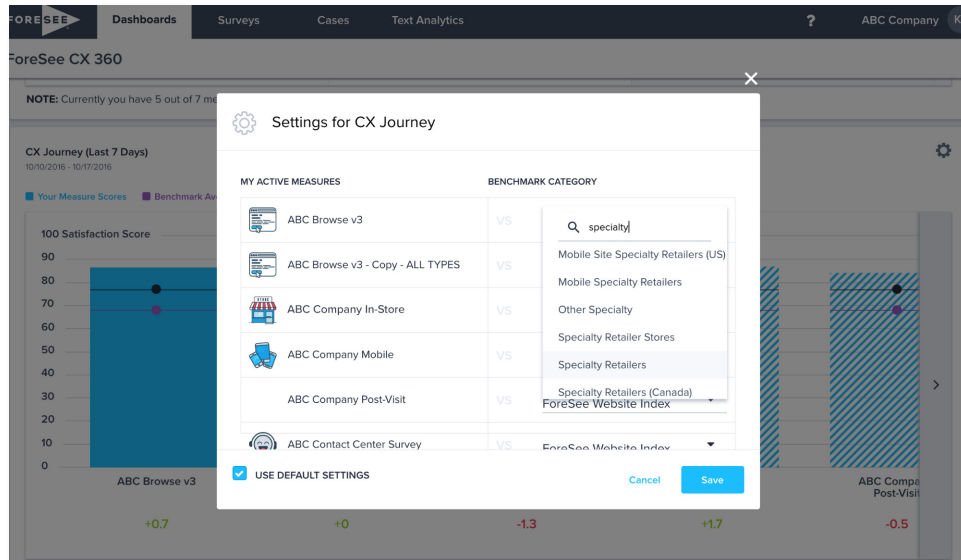 FORESEE
Dashboards
Surveys
Cases
Text Analytics
?
ABC Company
K
ForeSee CX 360
NOTE: Currently you have 5 out of 7 me
CX Journey (Last 7 Days)
10/10/2016 - 10/17/2016
Your Measure Scores
Benchmark Av
100 Satisfaction Score
90
80
70
60
50
40
30
20
10
0
ABC Browse v3
ABC Compa
Post-Visit
+0.7
+0
-1.3
+1.7
-0.5
Settings for CX Journey
MY ACTIVE MEASURES
BENCHMARK CATEGORY
ABC Browse v3
VS
specialty
ABC Browse v3 - Copy - ALL TYPES
VS
Mobile Site Specialty Retailers (US)
Mobile Specialty Retailers
STORE
ABC Company In-Store
VS
Other Specialty
Specialty Retailer Stores
ABC Company Mobile
VS
Specialty Retailers
Specialty Retailers (Canada)
ABC Company Post-Visit
VS
ForeSee Website Index
ABC Contact Center Survey
VS
ForeSee Website Index
USE DEFAULT SETTINGS
Cancel
Save